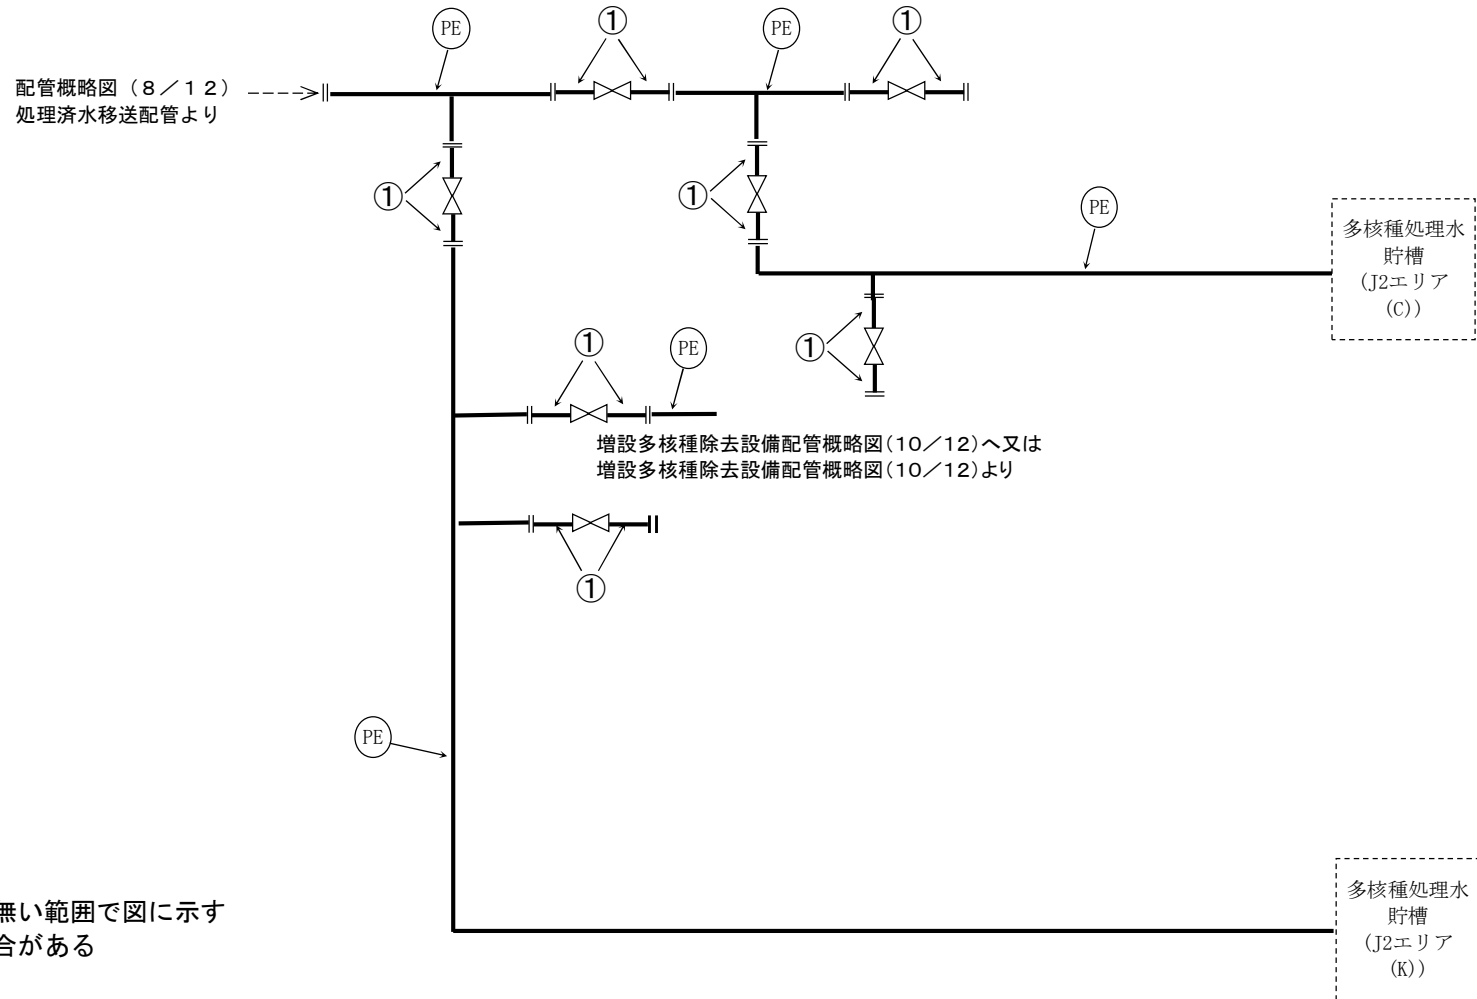 PE
①
PE
①
配管概略図(8/12)
処理済水移送配管より
①
①
PE
多核種処理水
貯槽
(J2エリア
(C))
①
①
PE
増設多核種除去設備配管概略図(10/12)へ又は
増設多核種除去設備配管概略図(10/12)より
①
PE
無い範囲で図に示す
合がある
多核種処理水
貯槽
(J2エリア
(K))